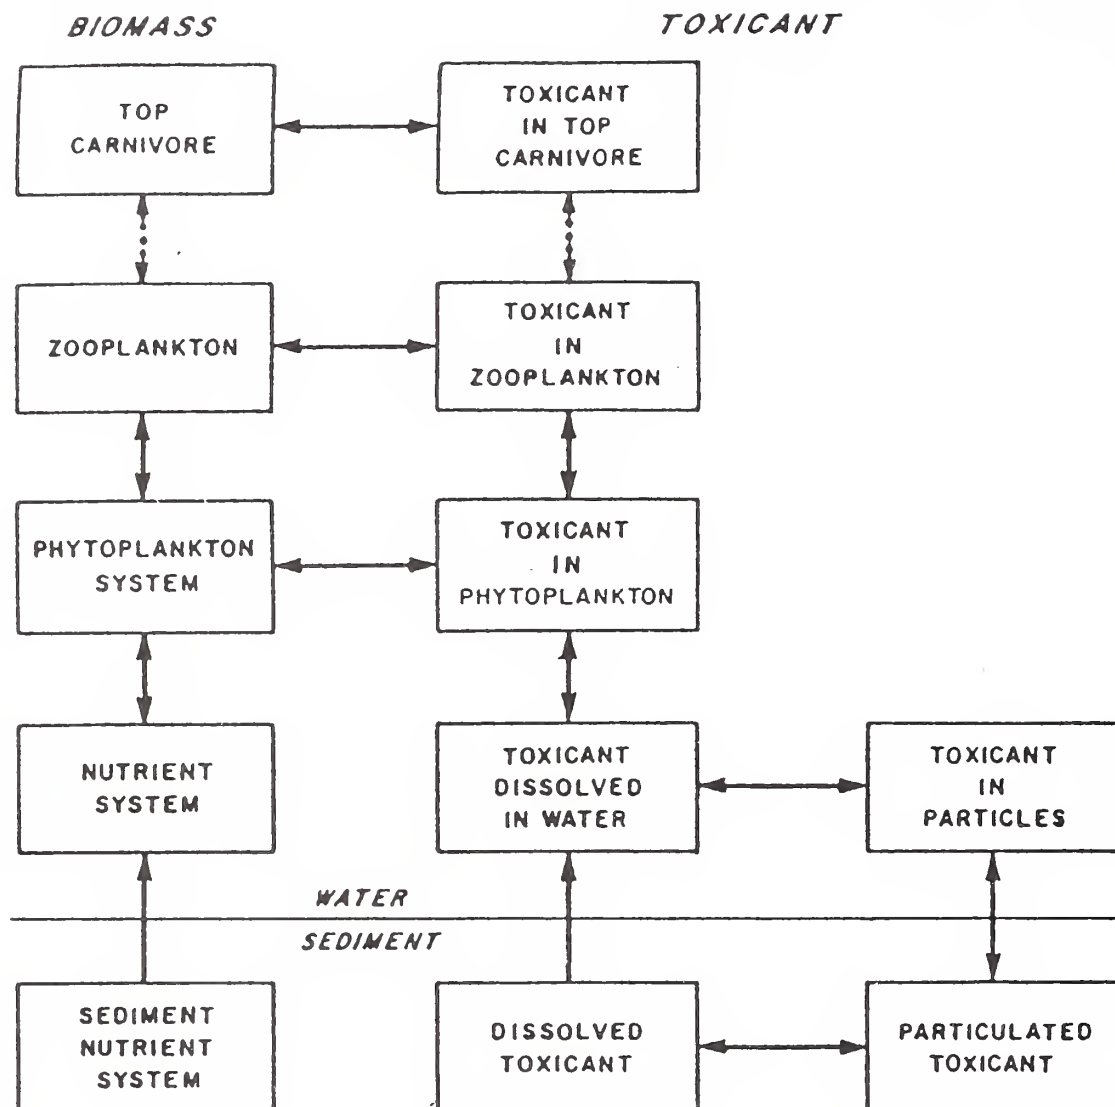 BIOMASS
TOXICANT
TOP
CARNIVORE
TOXICANT
IN TOP
CARNIVORE
ZOOPLANKTON
TOXICANT
IN
ZOOPLANKTON
PHYTOPLANKTON
SYSTEM
TOXICANT
IN
PHYTOPLANKTON
NUTRIENT
SYSTEM
TOXICANT
DISSOLVED
IN WATER
TOXICANT
IN
PARTICLES
WATER
SEDIMENT
SEDIMENT
NUTRIENT
SYSTEM
DISSOLVED
TOXICANT
PARTICULATED
TOXICANT